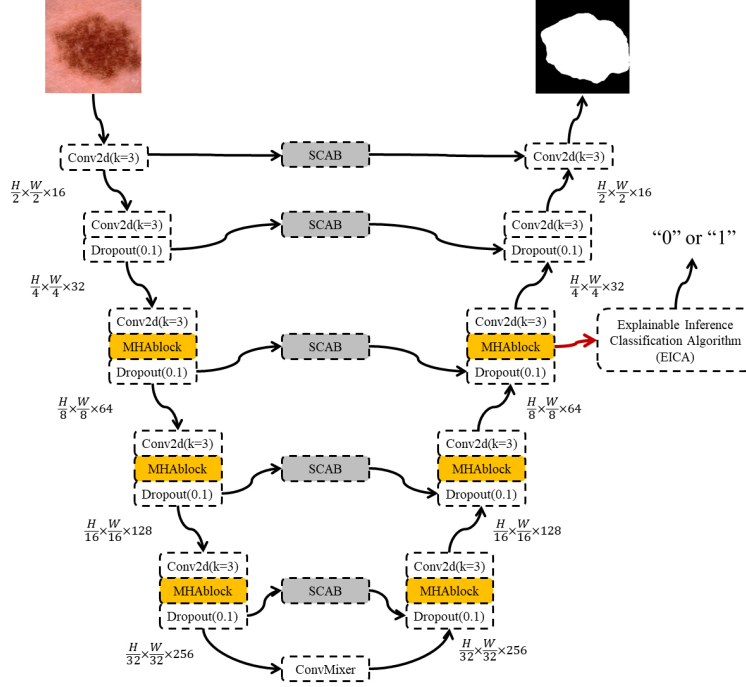 Conv2d(k=3)
SCAB
Conv2d(k=3)
H/2×W/2×16
H/2×W/2×16
Conv2d(k=3)
Dropout(0.1)
SCAB
Conv2d(k=3)
Dropout(0.1)
"0" or "1"
H/4×W/4×32
H/4×W/4×32
Conv2d(k=3)
MHAblock
Dropout(0.1)
SCAB
Conv2d(k=3)
MHAblock
Dropout(0.1)
Explainable Inference
Classification Algorithm
(EICA)
H/8×W/8×64
H/8×W/8×64
Conv2d(k=3)
MHAblock
Dropout(0.1)
SCAB
Conv2d(k=3)
MHAblock
Dropout(0.1)
H/16×W/16×128
H/16×W/16×128
Conv2d(k=3)
MHAblock
Dropout(0.1)
SCAB
Conv2d(k=3)
MHAblock
Dropout(0.1)
H/32×W/32×256
H/32×W/32×256
ConvMixer